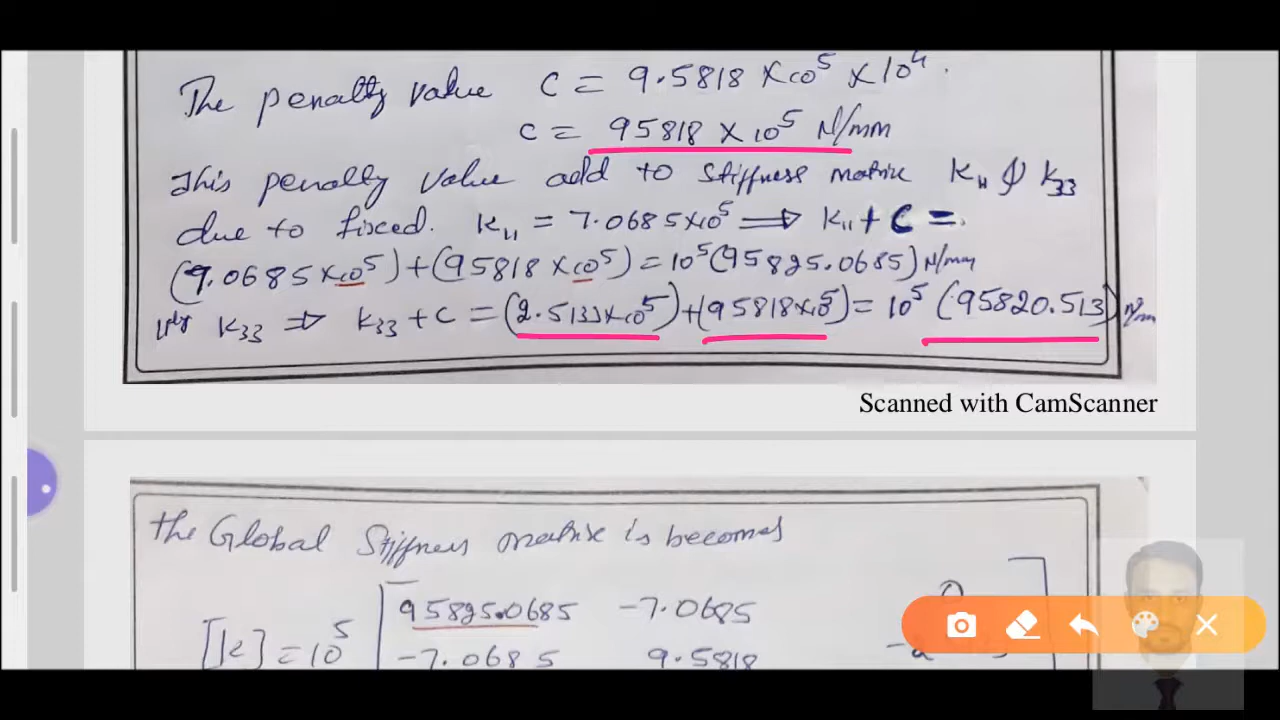 The penalty value C = 9.5818 × 10⁵ × 10⁴.
C = 95818 × 10⁵ N/mm
This penalty value add to stiffness matrix K₁₁ & K₃₃
due to fixed. K₁₁ = 7.0685×10⁵ ⟹ K₁₁ + C =
(7.0685×10⁵)+(95818×10⁵) = 10⁵(95825.0685) N/mm
K₃₃ ⟹ K₃₃ + C = (2.5133×10⁵)+(95818×10⁵) = 10⁵ (95820.513) N/mm
Scanned with CamScanner
the Global Stiffness matrix is becomes
95825.0685 -7.0685 0
[K] = 10⁵
-7.0685 9.5818